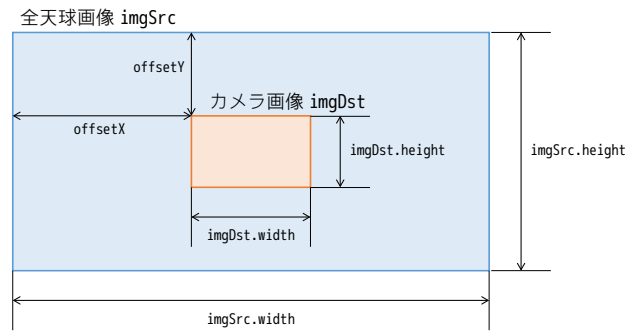 全天球画像 imgSrc
offsetY
カメラ画像 imgDst
offsetX
imgDst.height
imgSrc.height
imgDst.width
imgSrc.width